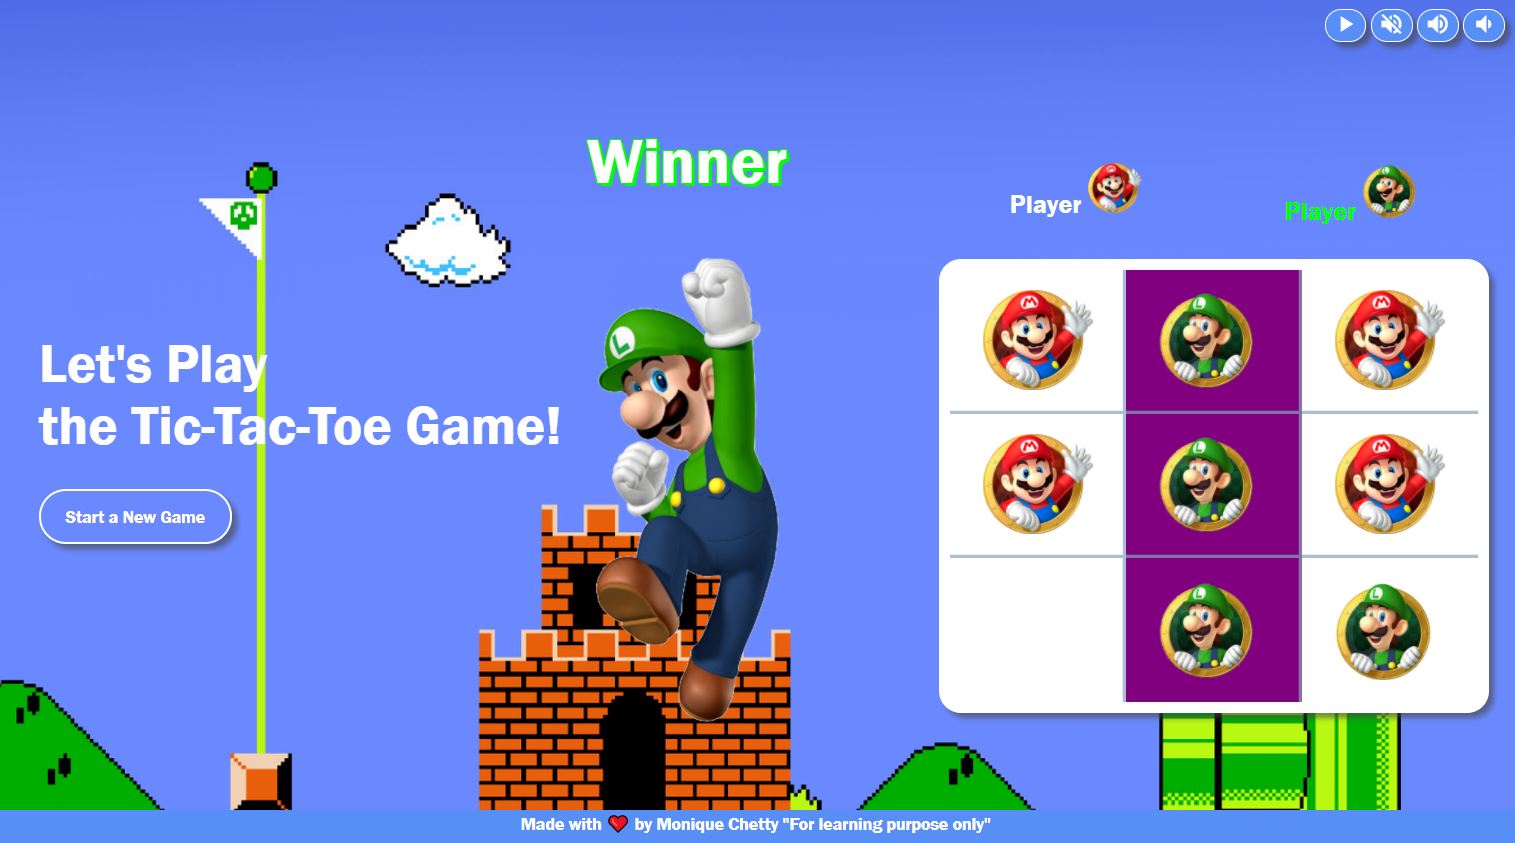 Winner
Player
Player
Let's Play
the Tic-Tac-Toe Game!
Start a New Game
M
L
M
M
L
M
L
L
L
Made with ❤ by Monique Chetty "For learning purpose only"